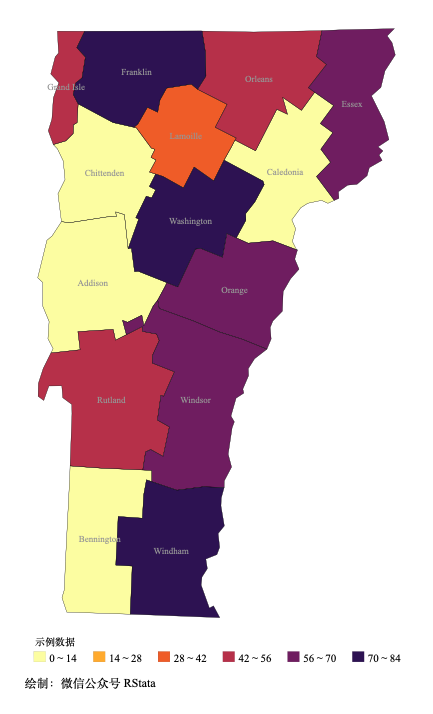 Franklin
Orleans
Grand Isle
Essex
Lamoille
Chittenden
Caledonia
Washington
Addison
Orange
Rutland
Windsor
Bennington
Windham
示例数据
0 ~ 14 14 ~ 28 28 ~ 42 42 ~ 56 56 ~ 70 70 ~ 84
绘制：微信公众号 RStata